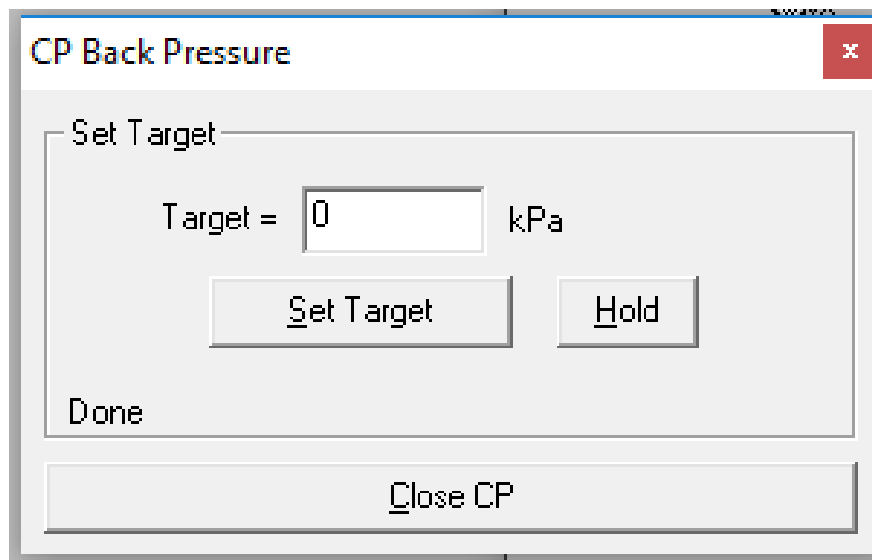 CP Back Pressure
x
Set Target
Target = 0 kPa
Set Target Hold
Done
Close CP